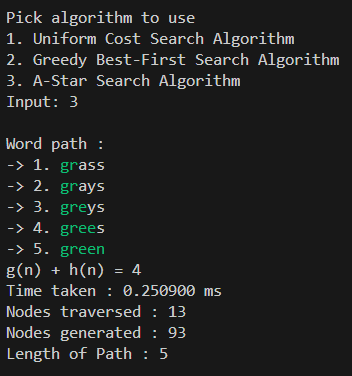 Pick algorithm to use
1. Uniform Cost Search Algorithm
2. Greedy Best-First Search Algorithm
3. A-Star Search Algorithm
Input: 3
Word path :
-> 1. grass
-> 2. grays
-> 3. greys
-> 4. grees
-> 5. green
g(n) + h(n) = 4
Time taken : 0.250900 ms
Nodes traversed : 13
Nodes generated : 93
Length of Path : 5